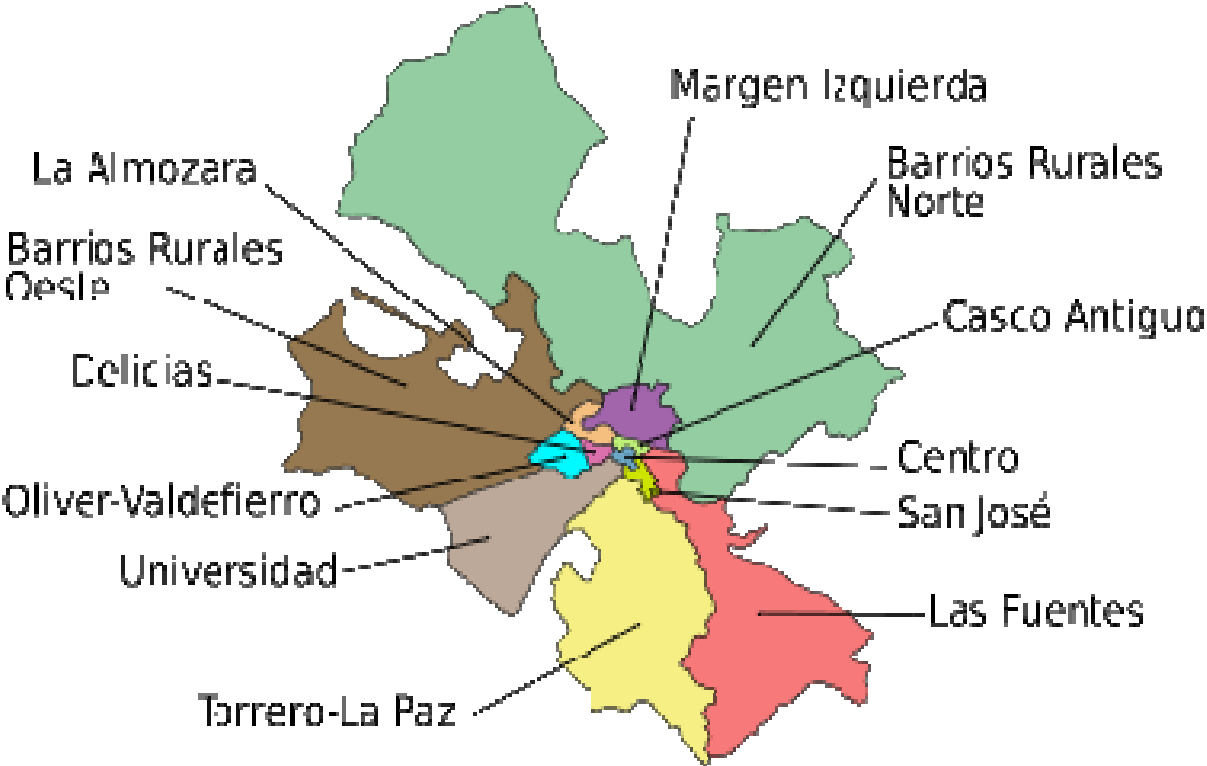 Margen Izquierda
La Almozara
Barrios Rurales
Norte
Barrios Rurales
Oeste
Casco Antiguo
Delicias
Centro
Oliver-Valdefierro
San José
Universidad
Las Fuentes
Torrero-La Paz